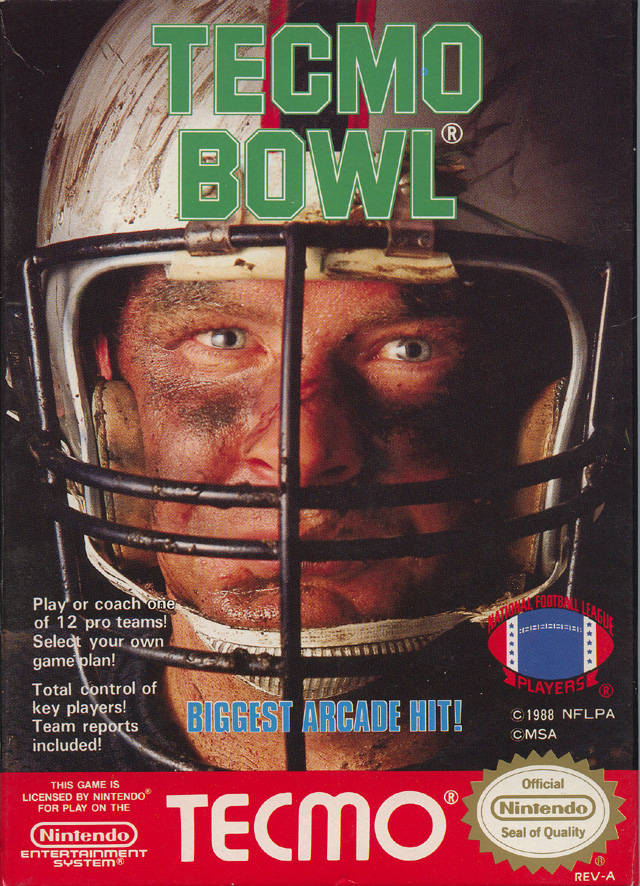 TECMO
BOWL®
Play or coach one
of 12 pro teams!
Select your own
game plan!
Total control of
key players!
Team reports
included!
BIGGEST ARCADE HIT!
NATIONAL FOOTBALL LEAGUE
PLAYERS ®
© 1988 NFLPA
© MSA
THIS GAME IS
LICENSED BY NINTENDO®
FOR PLAY ON THE
Nintendo
ENTERTAINMENT
SYSTEM®
TECMO®
Official
Nintendo
Seal of Quality
®
REV-A